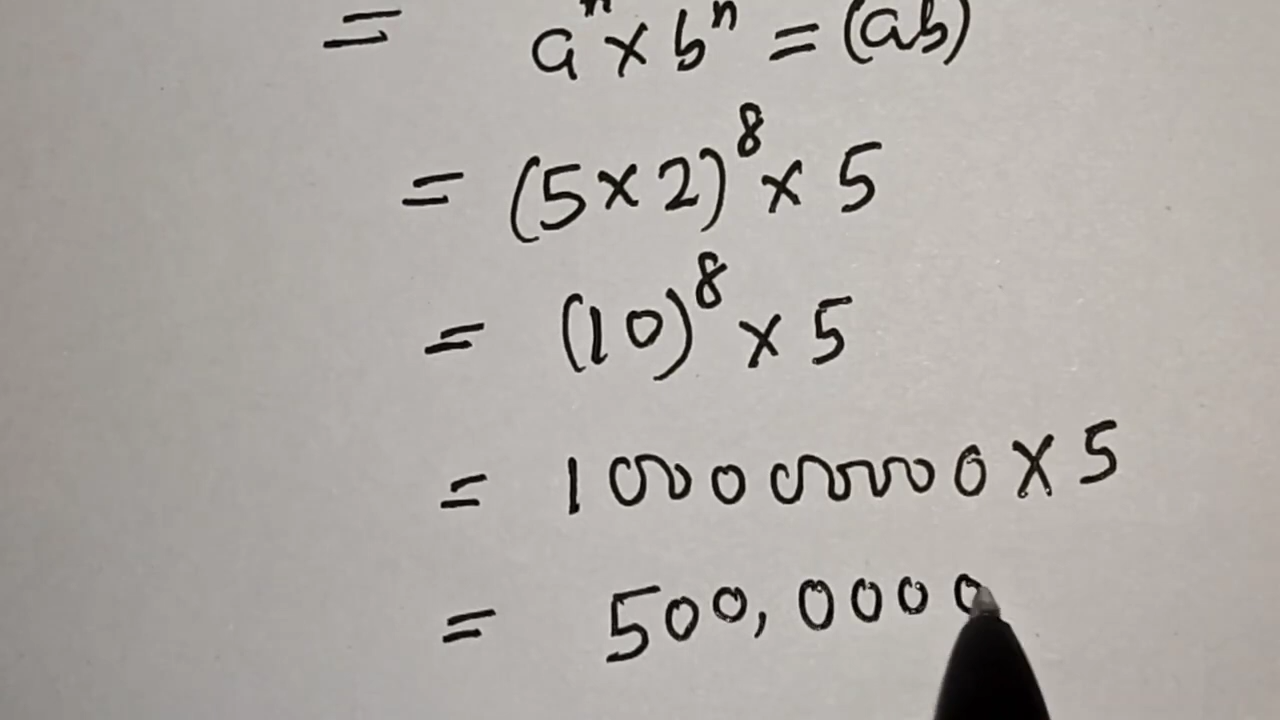 = aⁿ × bⁿ = (ab)
= (5×2)⁸ × 5
= (10)⁸ × 5
= 100000000 × 5
= 500,0000